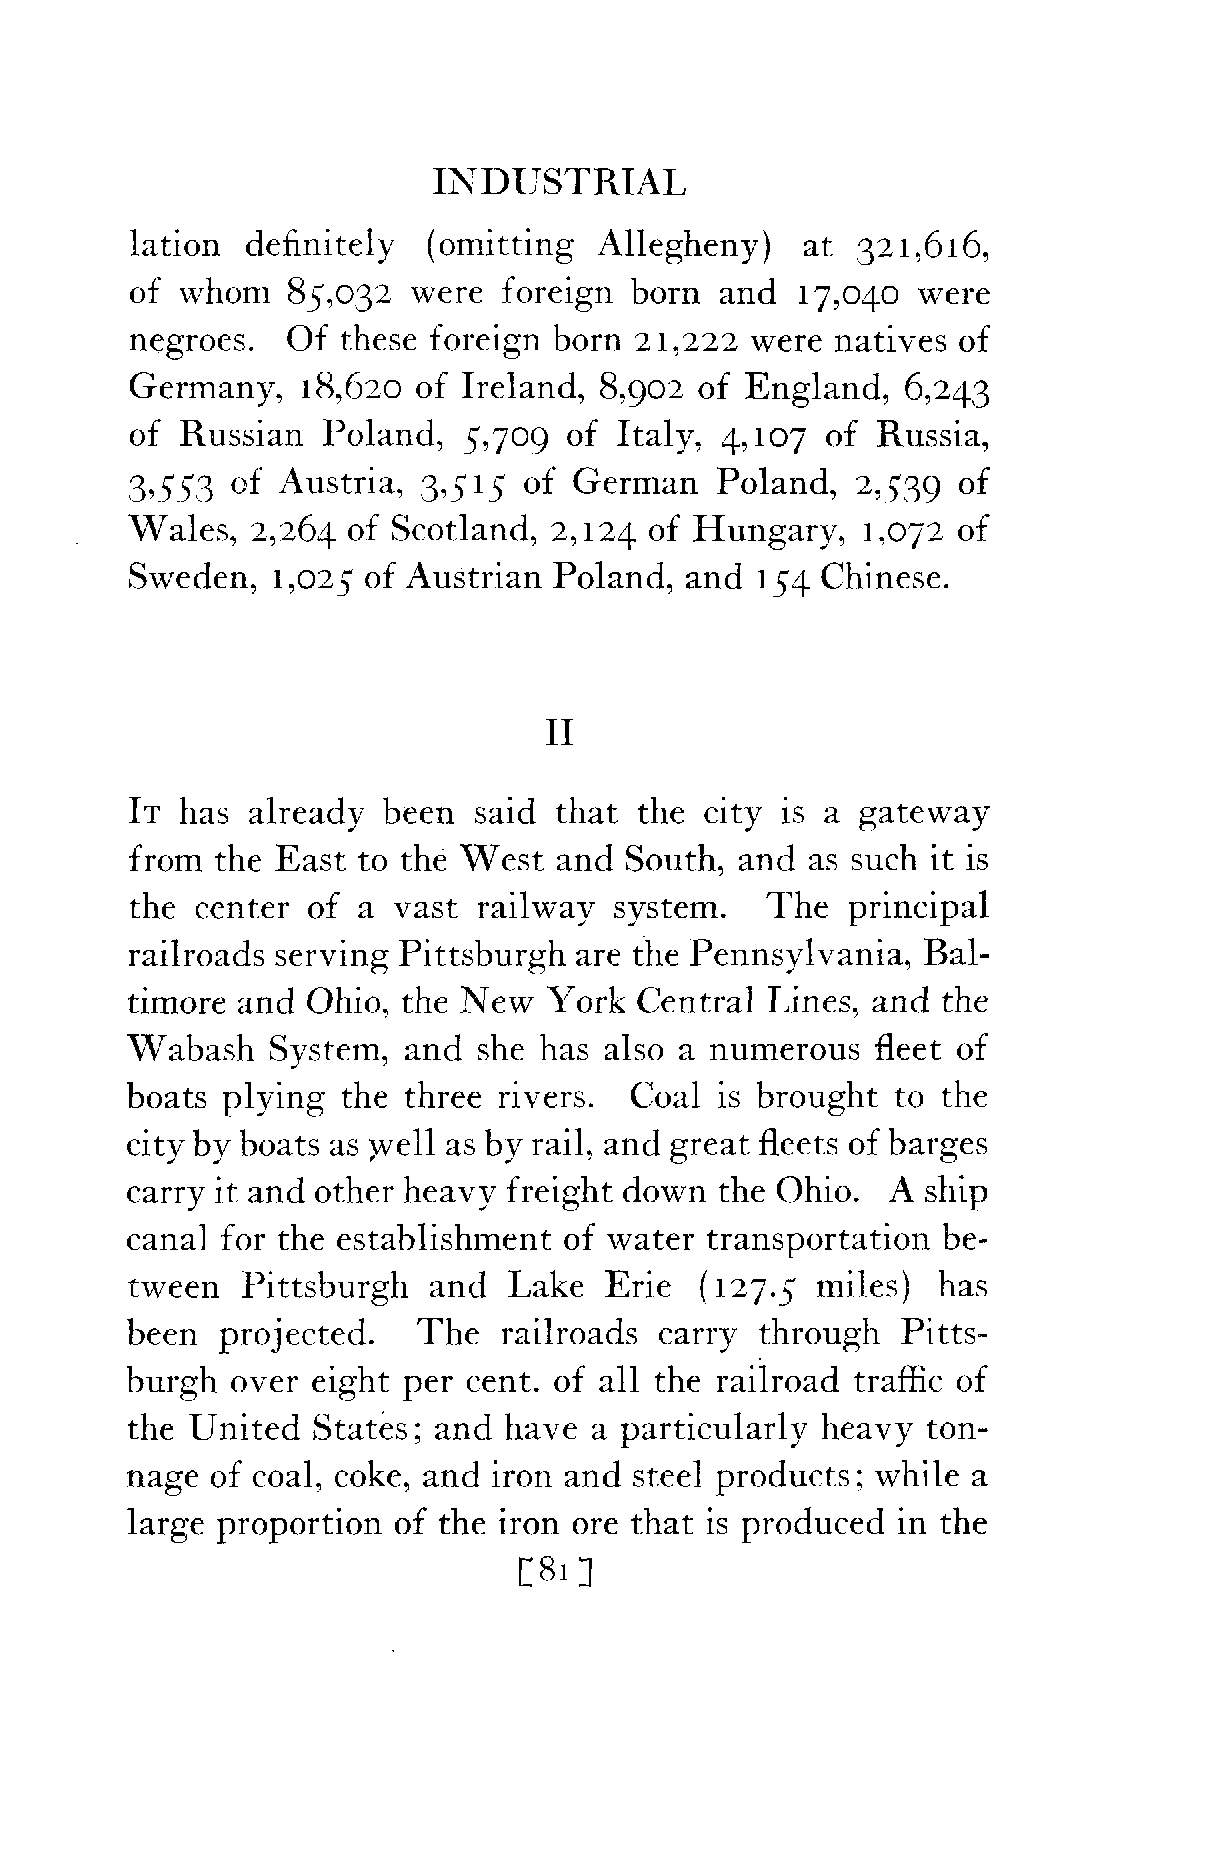 INDUSTRIAL
lation definitely (omitting Allegheny) at 321,616,
of whom 85,032 were foreign born and 17,040 were
negroes. Of these foreign born 21,222 were natives of
Germany, 18,620 of Ireland, 8,902 of England, 6,243
of Russian Poland, 5,709 of Italy, 4,107 of Russia,
3,553 of Austria, 3,515 of German Poland, 2,539 of
Wales, 2,264 of Scotland, 2,124 of Hungary, 1,072 of
Sweden, 1,025 of Austrian Poland, and 154 Chinese.
II
It has already been said that the city is a gateway
from the East to the West and South, and as such it is
the center of a vast railway system. The principal
railroads serving Pittsburgh are the Pennsylvania, Bal-
timore and Ohio, the New York Central Lines, and the
Wabash System, and she has also a numerous fleet of
boats plying the three rivers. Coal is brought to the
city by boats as well as by rail, and great fleets of barges
carry it and other heavy freight down the Ohio. A ship
canal for the establishment of water transportation be-
tween Pittsburgh and Lake Erie (127.5 miles) has
been projected. The railroads carry through Pitts-
burgh over eight per cent. of all the railroad traffic of
the United States; and have a particularly heavy ton-
nage of coal, coke, and iron and steel products; while a
large proportion of the iron ore that is produced in the
[81]